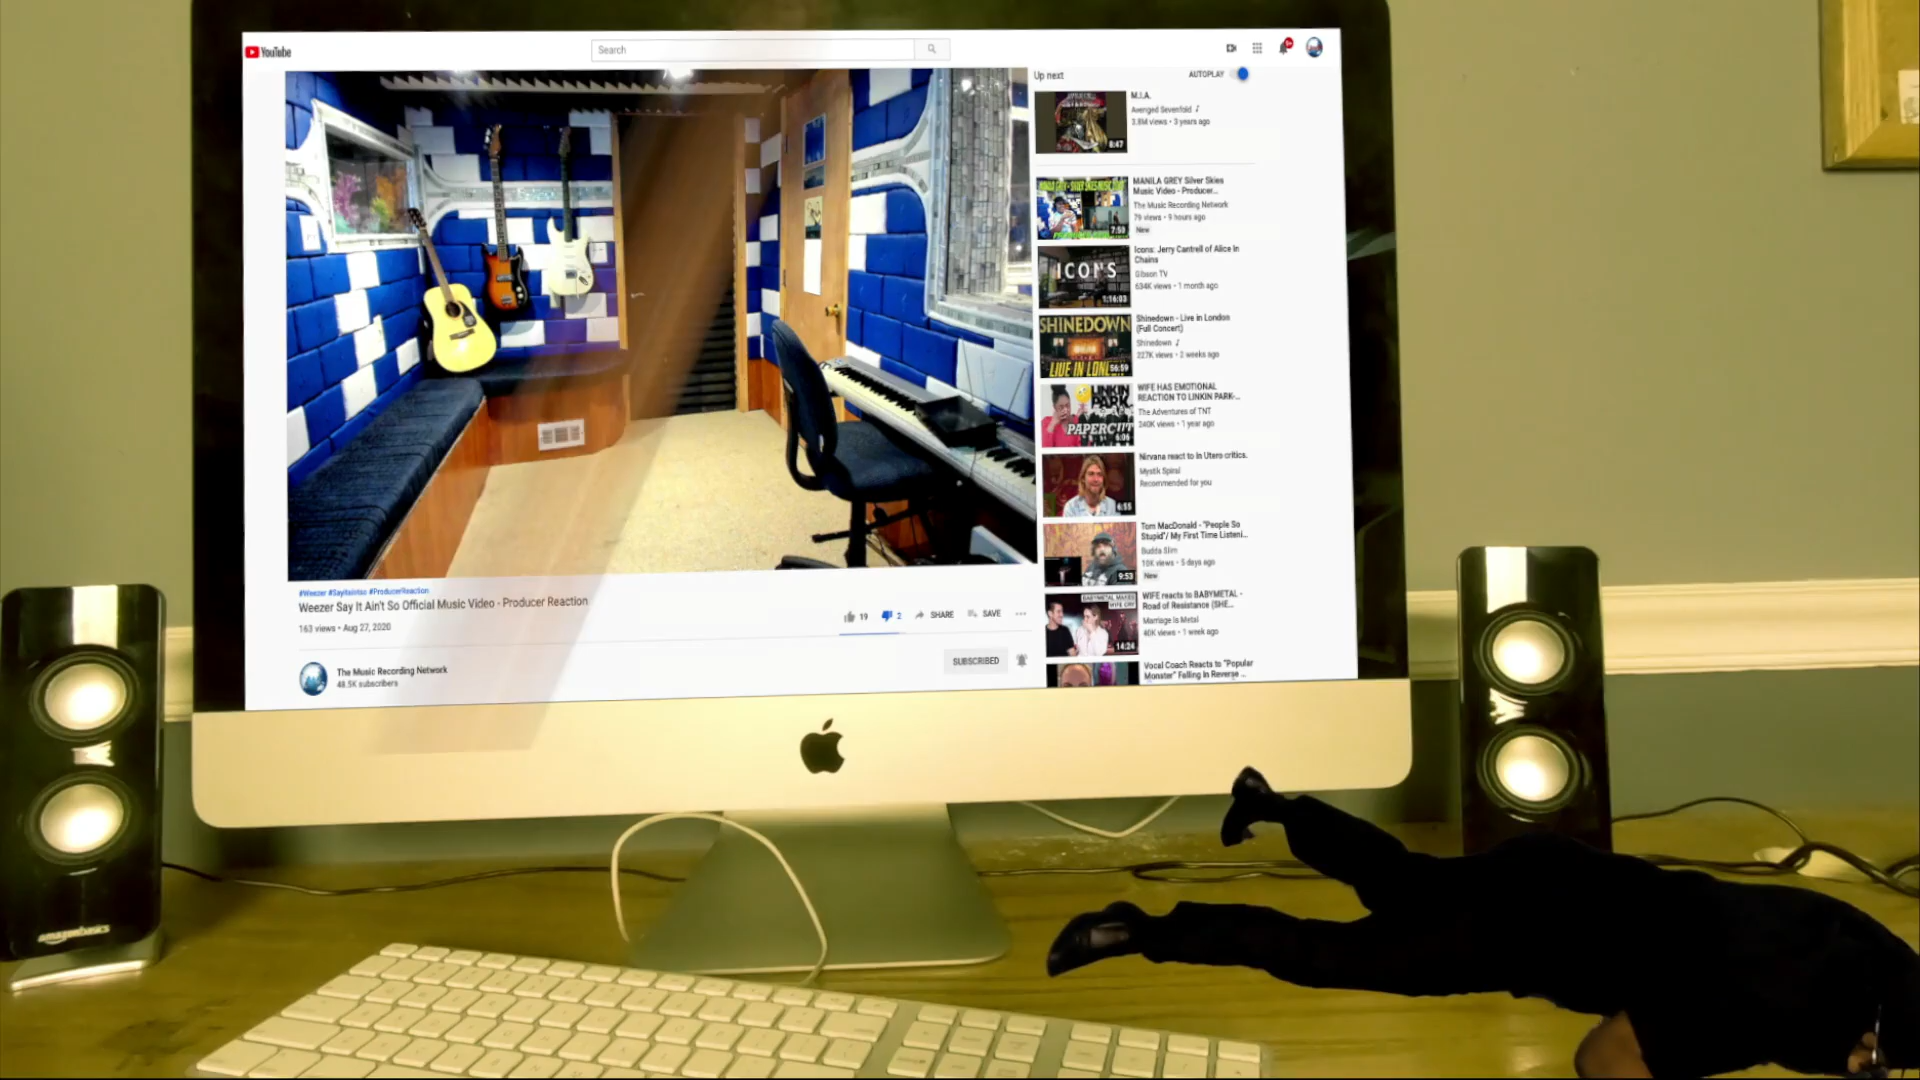 YouTube
Search
9+
Up next
AUTOPLAY
M.I.A.
Avenged Sevenfold
3.8M views • 3 years ago
8:47
MANILA GREY Silver Skies
Music Video - Producer...
The Music Recording Network
79 views • 9 hours ago
New
7:59
Icons: Jerry Cantrell of Alice In
Chains
Gibson TV
634K views • 1 month ago
ICONS
1:16:03
Shinedown - Live in London
(Full Concert)
Shinedown
227K views • 2 weeks ago
SHINEDOWN
LIVE IN
56:59
WIFE HAS EMOTIONAL
REACTION TO LINKIN PARK-...
The Adventures of TNT
240K views • 1 year ago
LINKIN
PARK
PAPERCUT
6:06
Nirvana react to In Utero critics.
Mystik Spiral
Recommended for you
6:55
Tom MacDonald - "People So
Stupid"/ My First Time Listeni...
Budda Slim
10K views • 5 days ago
New
9:53
WIFE reacts to BABYMETAL -
Road of Resistance (SHE...
Marriage Is Metal
40K views • 1 week ago
14:24
Vocal Coach Reacts to "Popular
Monster" Falling In Reverse ...
#Weezer #SayItAintSo #ProducerReaction
Weezer Say It Ain't So Official Music Video - Producer Reaction
163 views • Aug 27, 2020
19
2
SHARE
SAVE
The Music Recording Network
48.5K subscribers
SUBSCRIBED
amazonbasics